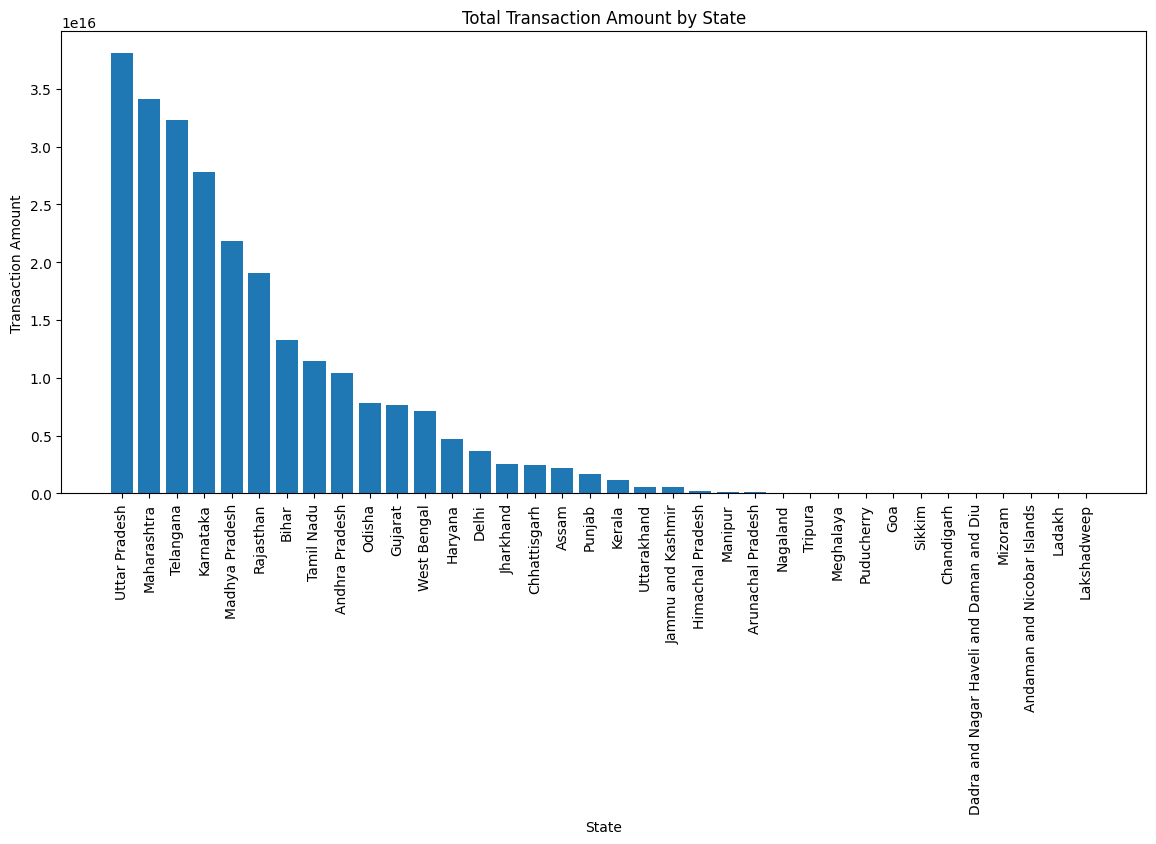 Total Transaction Amount by State
1e16
3.5
3.0
2.5
2.0
1.5
1.0
0.5
0.0
Transaction Amount
Uttar Pradesh
Maharashtra
Telangana
Karnataka
Madhya Pradesh
Rajasthan
Bihar
Tamil Nadu
Andhra Pradesh
Odisha
Gujarat
West Bengal
Haryana
Delhi
Jharkhand
Chhattisgarh
Assam
Punjab
Kerala
Uttarakhand
Jammu and Kashmir
Himachal Pradesh
Manipur
Arunachal Pradesh
Nagaland
Tripura
Meghalaya
Puducherry
Goa
Sikkim
Chandigarh
Dadra and Nagar Haveli and Daman and Diu
Mizoram
Andaman and Nicobar Islands
Ladakh
Lakshadweep
State